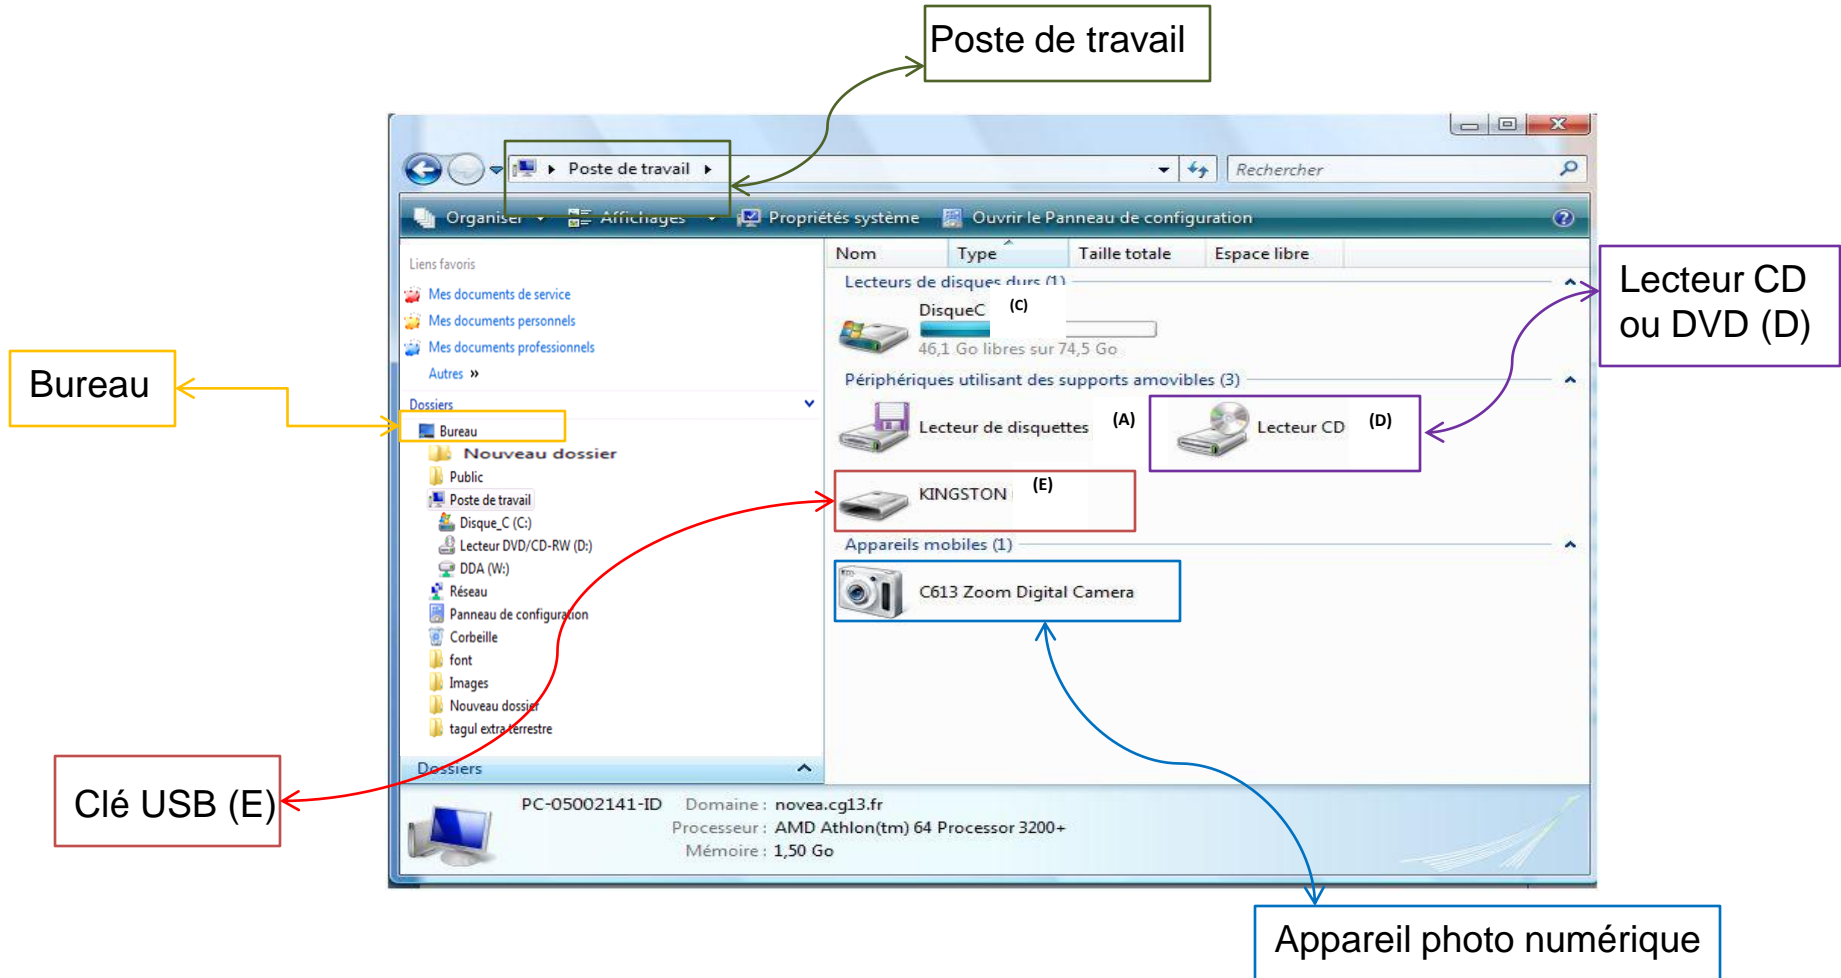 Poste de travail
Poste de travail
Rechercher
Organiser Affichages Propriétés système Ouvrir le Panneau de configuration
Liens favoris
Mes documents de service
Mes documents personnels
Mes documents professionnels
Autres »
Dossiers
Bureau
Nouveau dossier
Public
Poste de travail
Disque_C (C:)
Lecteur DVD/CD-RW (D:)
DDA (W:)
Réseau
Panneau de configuration
Corbeille
font
Images
Nouveau dossier
tagul extra terrestre
Dossiers
Nom Type Taille totale Espace libre
Lecteurs de disques durs (1)
DisqueC (C)
46,1 Go libres sur 74,5 Go
Périphériques utilisant des supports amovibles (3)
Lecteur de disquettes (A) Lecteur CD (D)
KINGSTON (E)
Appareils mobiles (1)
C613 Zoom Digital Camera
PC-05002141-ID Domaine : novea.cg13.fr
Processeur : AMD Athlon(tm) 64 Processor 3200+
Mémoire : 1,50 Go
Lecteur CD
ou DVD (D)
Bureau
Clé USB (E)
Appareil photo numérique